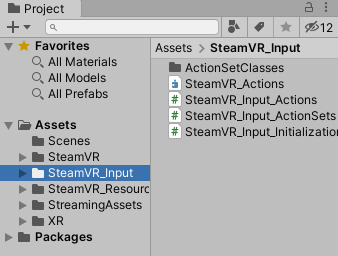 Project
12
Favorites
All Materials
All Models
All Prefabs
Assets
Scenes
SteamVR
SteamVR_Input
SteamVR_Resourc
StreamingAssets
XR
Packages
Assets > SteamVR_Input
ActionSetClasses
SteamVR_Actions
SteamVR_Input_Actions
SteamVR_Input_ActionSets
SteamVR_Input_Initialization